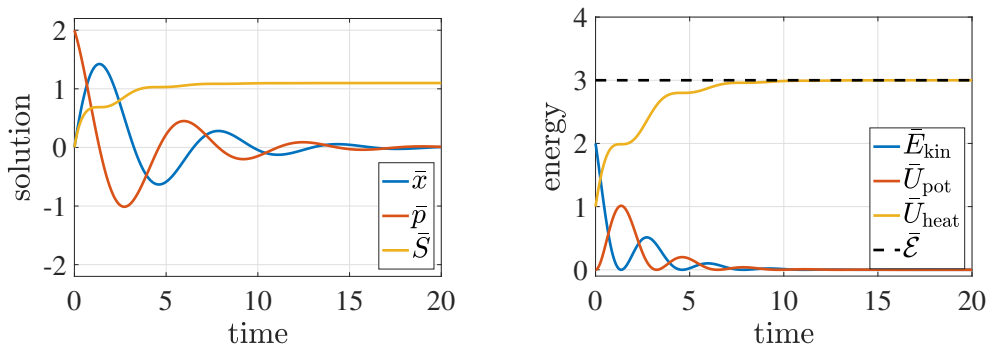 solution
2
1
0
-1
-2
0 5 10 15 20
time
x̄
p̄
S̄
energy
4
3
2
1
0
0 5 10 15 20
time
Ē_kin
Ū_pot
Ū_heat
ℰ̄